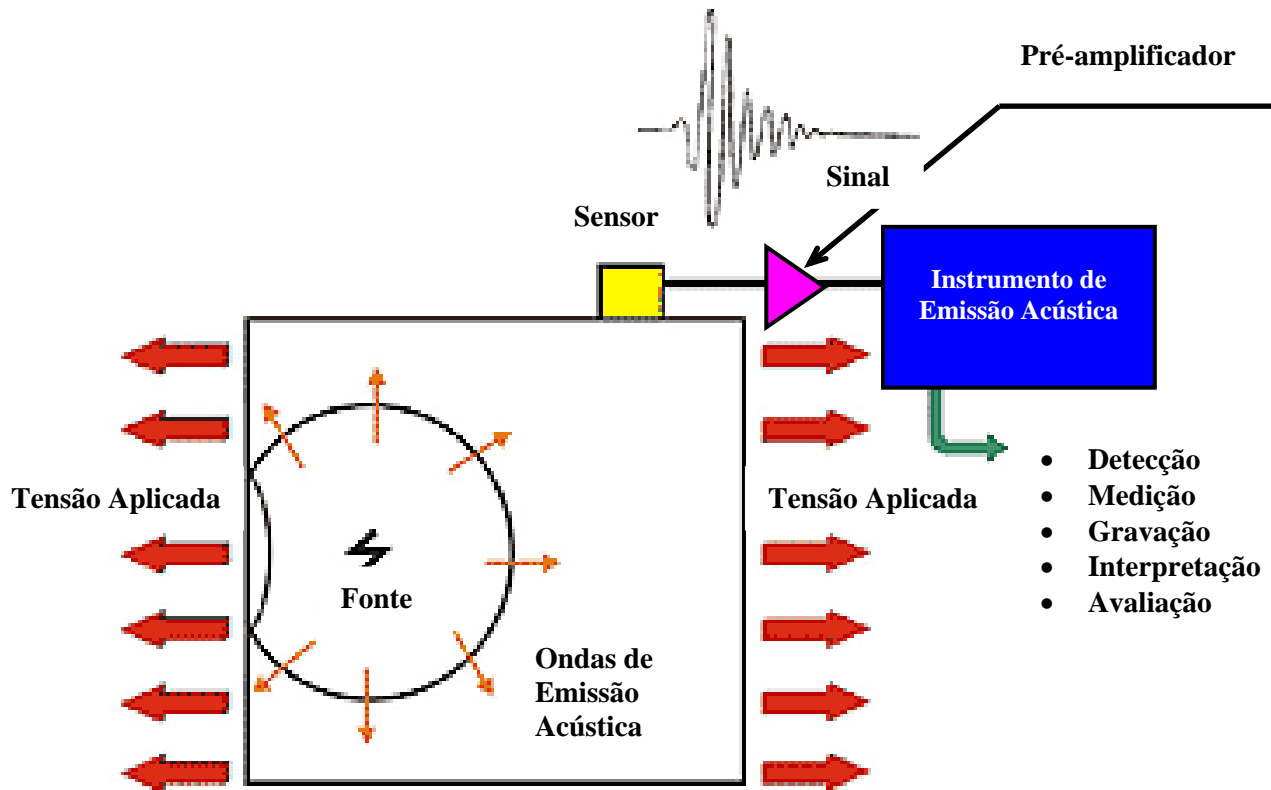 Pré-amplificador
Sinal
Sensor
Instrumento de
Emissão Acústica
Tensão Aplicada
Tensão Aplicada
• Detecção
• Medição
• Gravação
• Interpretação
• Avaliação
Fonte
Ondas de
Emissão
Acústica